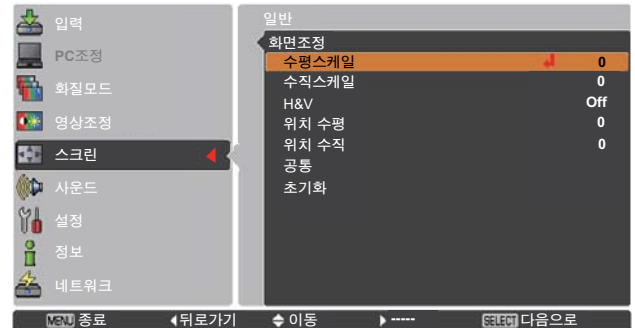 입력
PC조정
화질모드
영상조정
스크린
사운드
설정
정보
네트워크
일반
화면조정
수평스케일 0
수직스케일 0
H&V Off
위치 수평 0
위치 수직 0
공통
초기화
MENU 종료 뒤로가기 이동 ----- SELECT 다음으로